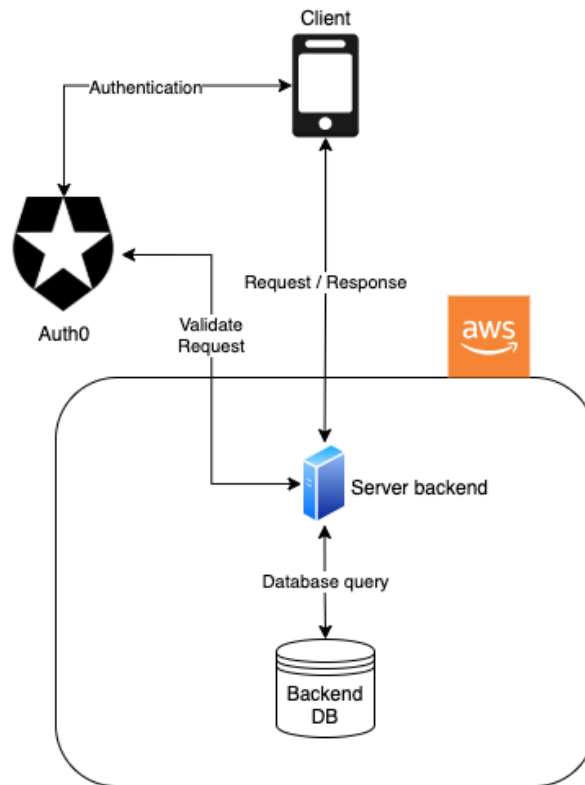 Client
Authentication
Auth0
Validate
Request
Request / Response
aws
Server backend
Database query
Backend
DB